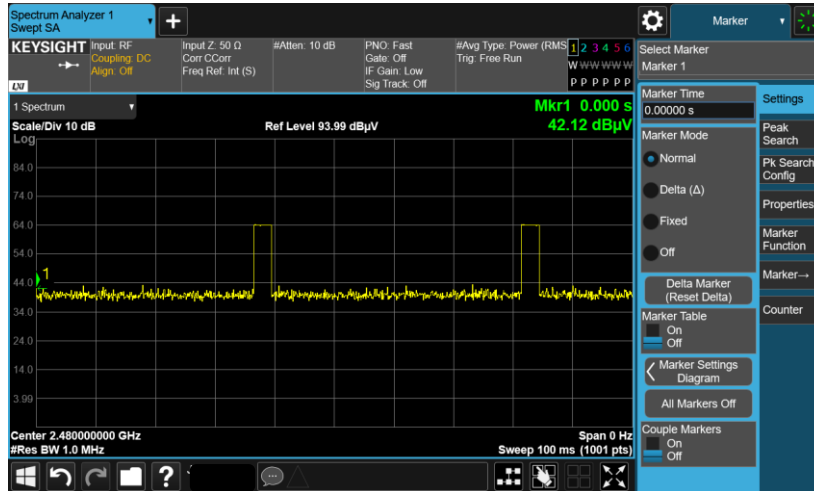 Spectrum Analyzer 1
Swept SA
Marker
KEYSIGHT
Input: RF
Coupling: DC
Align: Off
Input Z: 50 Ω
Corr CCorr
Freq Ref: Int (S)
#Atten: 10 dB
PNO: Fast
Gate: Off
IF Gain: Low
Sig Track: Off
#Avg Type: Power (RMS
Trig: Free Run
1 2 3 4 5 6
W W W W W W
P P P P P P
LXI
Select Marker
Marker 1
1 Spectrum
Mkr1 0.000 s
42.12 dBµV
Scale/Div 10 dB
Ref Level 93.99 dBµV
Log
84.0
74.0
64.0
54.0
44.0
34.0
24.0
14.0
3.99
1
Center 2.480000000 GHz
#Res BW 1.0 MHz
Span 0 Hz
Sweep 100 ms (1001 pts)
Marker Time
0.00000 s
Marker Mode
Normal
Delta (Δ)
Fixed
Off
Delta Marker
(Reset Delta)
Marker Table
On
Off
Marker Settings
Diagram
All Markers Off
Couple Markers
On
Off
Settings
Peak
Search
Pk Search
Config
Properties
Marker
Function
Marker→
Counter